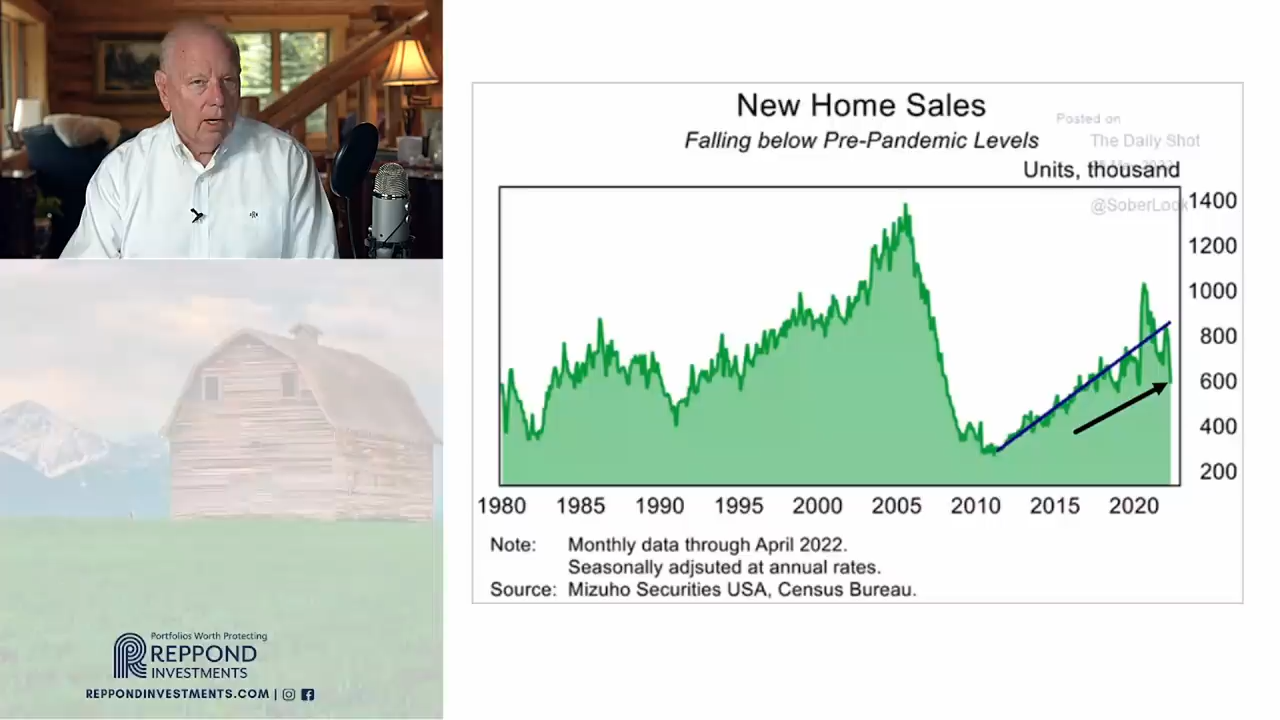 New Home Sales
Falling below Pre-Pandemic Levels
Posted on
The Daily Shot
@SoberLook
Units, thousand
1400
1200
1000
800
600
400
200
1980 1985 1990 1995 2000 2005 2010 2015 2020
Note: Monthly data through April 2022.
Seasonally adjsuted at annual rates.
Source: Mizuho Securities USA, Census Bureau.
Portfolios Worth Protecting
REPPOND
INVESTMENTS
REPPONDINVESTMENTS.COM |